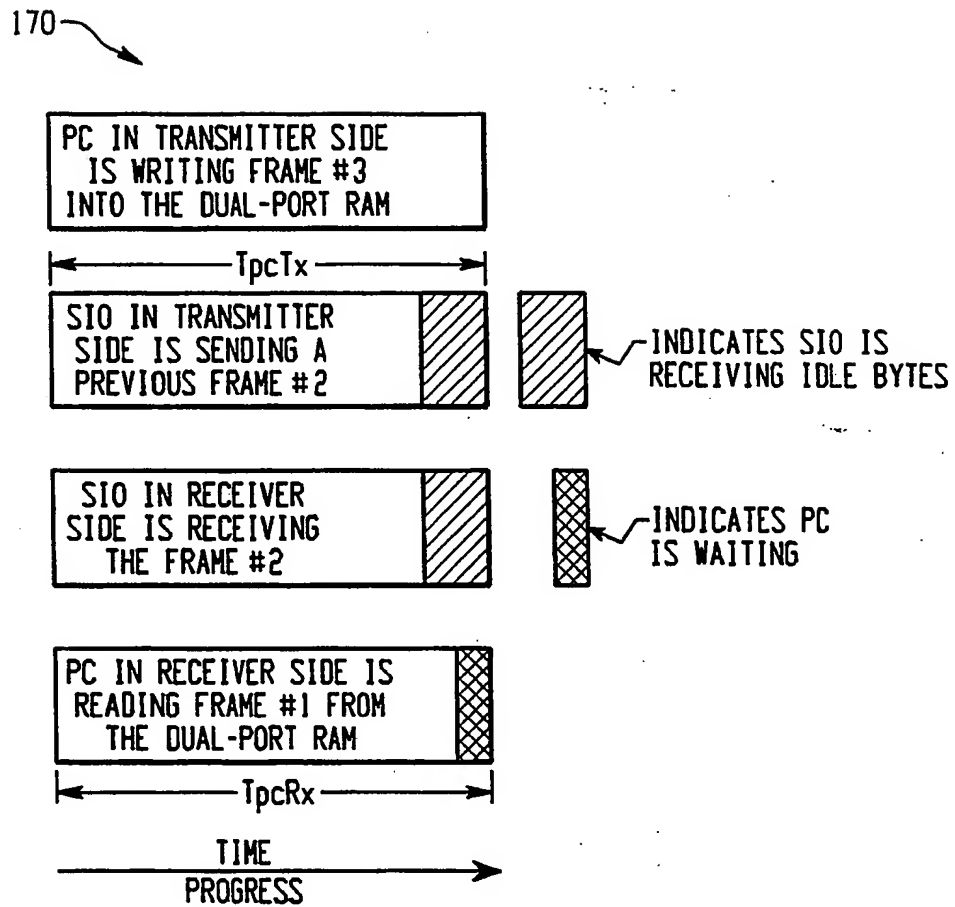 170
PC IN TRANSMITTER SIDE
IS WRITING FRAME #3
INTO THE DUAL-PORT RAM
TpcTx
SIO IN TRANSMITTER
SIDE IS SENDING A
PREVIOUS FRAME #2
INDICATES SIO IS
RECEIVING IDLE BYTES
SIO IN RECEIVER
SIDE IS RECEIVING
THE FRAME #2
INDICATES PC
IS WAITING
PC IN RECEIVER SIDE IS
READING FRAME #1 FROM
THE DUAL-PORT RAM
TpcRx
TIME
PROGRESS